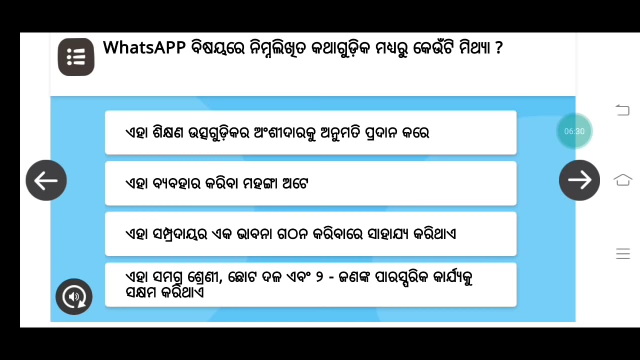 WhatsAPP ବିଷୟରେ ନିମ୍ନଲିଖିତ କଥାଗୁଡ଼ିକ ମଧ୍ୟରୁ କେଉଁଟି ମିଥ୍ୟା ?
ଏହା ଶିକ୍ଷଣ ଉତ୍ସଗୁଡ଼ିକର ଅଂଶୀଦାରକୁ ଅନୁମତି ପ୍ରଦାନ କରେ
06:30
ଏହା ବ୍ୟବହାର କରିବା ମହଙ୍ଗା ଅଟେ
ଏହା ସମ୍ପ୍ରଦାୟର ଏକ ଭାବନା ଗଠନ କରିବାରେ ସାହାଯ୍ୟ କରିଥାଏ
ଏହା ସମଗ୍ର ଶ୍ରେଣୀ, ଛୋଟ ଦଳ ଏବଂ ୨ - ଜଣଙ୍କ ପାରସ୍ପରିକ କାର୍ଯ୍ୟକୁ
ସକ୍ଷମ କରିଥାଏ